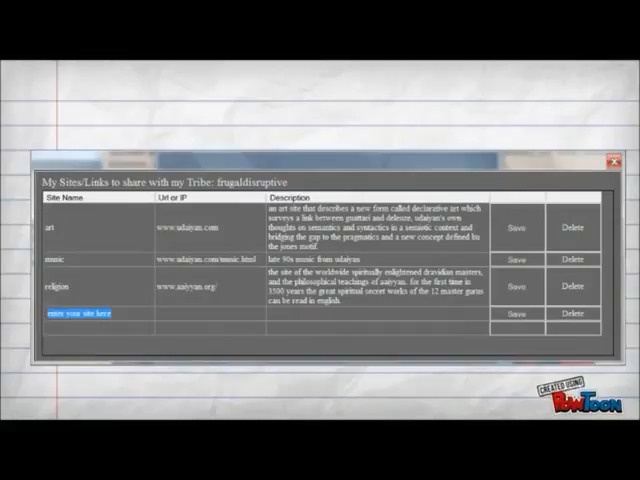 My Sites/Links to share with my Tribe: frugaldisruptive
Site Name Url or IP Description
art www.udaiyan.com an art site that describes a new form called declarative art which Save Delete
surveys a link between guattaei and deleuze, udaiyan's own
thoughts on semantics and syntactics in a semiotic context and
bridging the gap to the pragmatics and a new concept defined bu
the jones motif.
music www.udaiyan.com/music.html late 90s music from udaiyan Save Delete
religion www.aaiyyan.org/ the site of the worldwide spiritually enlightened dravidian masters, Save Delete
and the philosophical teachings of aaiyyan. for the first time in
3500 years the great spiritual secret works of the 12 master gurus
can be read in english.
enter your site here Save Delete
CREATED USING
POWTOON